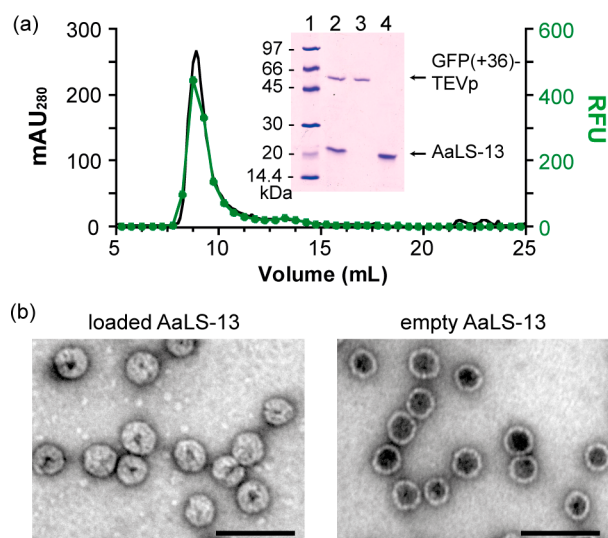 (a)
600
400
200
0
RFU
300
200
100
0
mAU280
5
10
15
20
25
Volume (mL)
1 2 3 4
97
66
45
30
20
14.4
kDa
GFP(+36)-
TEVp
AaLS-13
(b)
loaded AaLS-13
empty AaLS-13